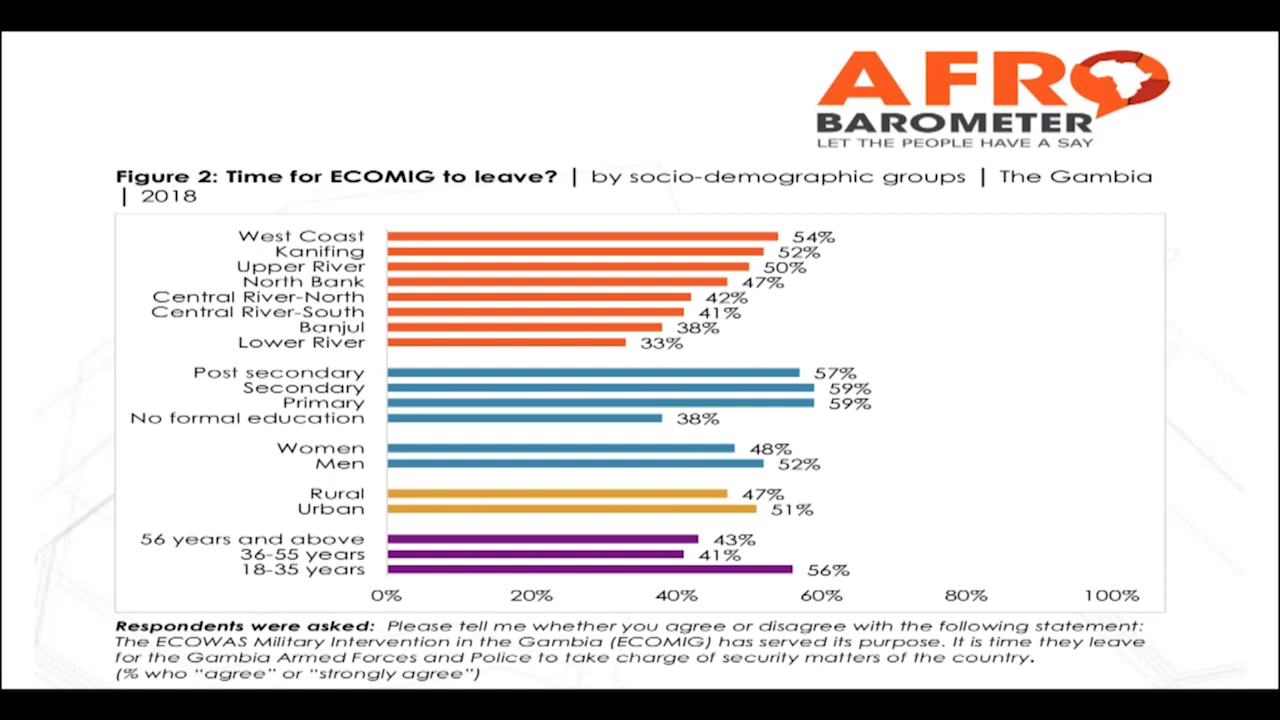 AFRO
BAROMETER
LET THE PEOPLE HAVE A SAY
Figure 2: Time for ECOMIG to leave? | by socio-demographic groups | The Gambia
| 2018
West Coast 54%
Kanifing 52%
Upper River 50%
North Bank 47%
Central River-North 42%
Central River-South 41%
Banjul 38%
Lower River 33%
Post secondary 57%
Secondary 59%
Primary 59%
No formal education 38%
Women 48%
Men 52%
Rural 47%
Urban 51%
56 years and above 43%
36-55 years 41%
18-35 years 56%
0% 20% 40% 60% 80% 100%
Respondents were asked: Please tell me whether you agree or disagree with the following statement:
The ECOWAS Military Intervention in the Gambia (ECOMIG) has served its purpose. It is time they leave
for the Gambia Armed Forces and Police to take charge of security matters of the country.
(% who “agree” or “strongly agree”)